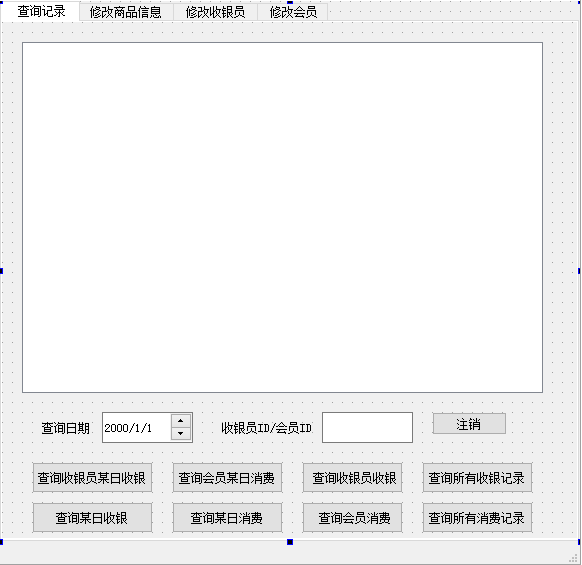 查询记录 修改商品信息 修改收银员 修改会员
查询日期 2000/1/1 收银员ID/会员ID 注销
查询收银员某日收银 查询会员某日消费 查询收银员收银 查询所有收银记录
查询某日收银 查询某日消费 查询会员消费 查询所有消费记录